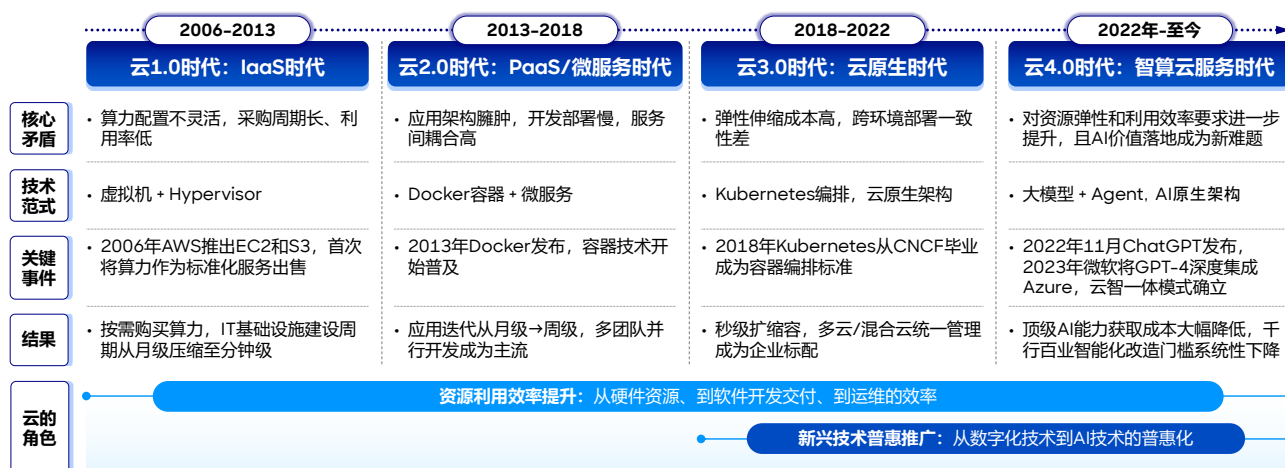 2006-2013
2013-2018
2018-2022
2022年-至今
云1.0时代：IaaS时代
云2.0时代：PaaS/微服务时代
云3.0时代：云原生时代
云4.0时代：智算云服务时代
核心
矛盾
• 算力配置不灵活，采购周期长、利
用率低
• 应用架构臃肿，开发部署慢，服务
间耦合高
• 弹性伸缩成本高，跨环境部署一致
性差
• 对资源弹性和利用效率要求进一步
提升，且AI价值落地成为新难题
技术
范式
• 虚拟机 + Hypervisor
• Docker容器 + 微服务
• Kubernetes编排，云原生架构
• 大模型 + Agent, AI原生架构
关键
事件
• 2006年AWS推出EC2和S3，首次
将算力作为标准化服务出售
• 2013年Docker发布，容器技术开
始普及
• 2018年Kubernetes从CNCF毕业
成为容器编排标准
• 2022年11月ChatGPT发布，
2023年微软将GPT-4深度集成
Azure，云智一体模式确立
结果
• 按需购买算力，IT基础设施建设周
期从月级压缩至分钟级
• 应用迭代从月级→周级，多团队并
行开发成为主流
• 秒级扩缩容，多云/混合云统一管理
成为企业标配
• 顶级AI能力获取成本大幅降低，千
行百业智能化改造门槛系统性下降
云的
角色
资源利用效率提升：从硬件资源、到软件开发交付、到运维的效率
新兴技术普惠推广：从数字化技术到AI技术的普惠化